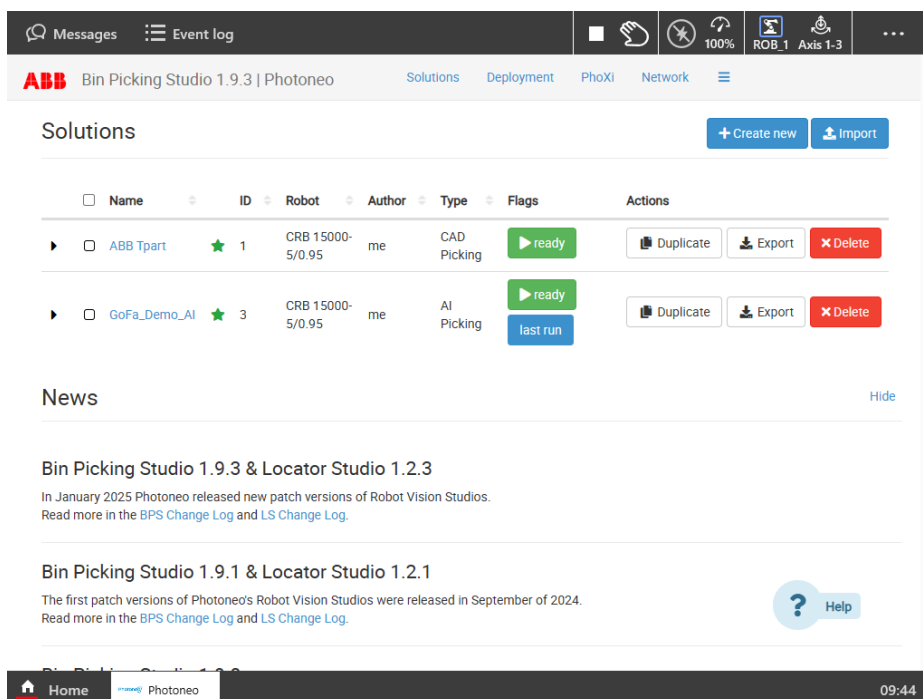 Messages Event log 100% ROB_1 Axis 1-3 ...
ABB Bin Picking Studio 1.9.3 | Photoneo Solutions Deployment PhoXi Network
Solutions Create new Import
Name ID Robot Author Type Flags Actions
ABB Tpart 1 CRB 15000- me CAD ready Duplicate Export Delete
5/0.95 Picking
ready
GoFa_Demo_AI 3 CRB 15000- me AI Duplicate Export Delete
5/0.95 Picking
last run
News Hide
Bin Picking Studio 1.9.3 & Locator Studio 1.2.3
In January 2025 Photoneo released new patch versions of Robot Vision Studios.
Read more in the BPS Change Log and LS Change Log.
Bin Picking Studio 1.9.1 & Locator Studio 1.2.1
The first patch versions of Photoneo's Robot Vision Studios were released in September of 2024.
Read more in the BPS Change Log and LS Change Log.
? Help
Home Photoneo 09:44